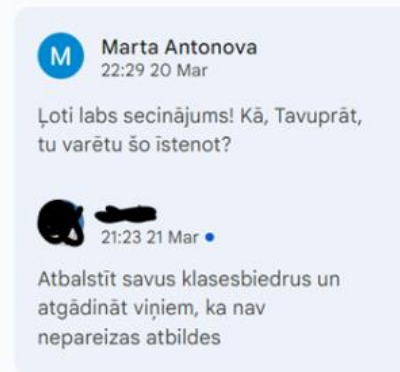 M
Marta Antonova
22:29 20 Mar
Ļoti labs secinājums! Kā, Tavuprāt,
tu varētu šo īstenot?
21:23 21 Mar
Atbalstīt savus klasesbiedrus un
atgādināt viņiem, ka nav
nepareizas atbildes